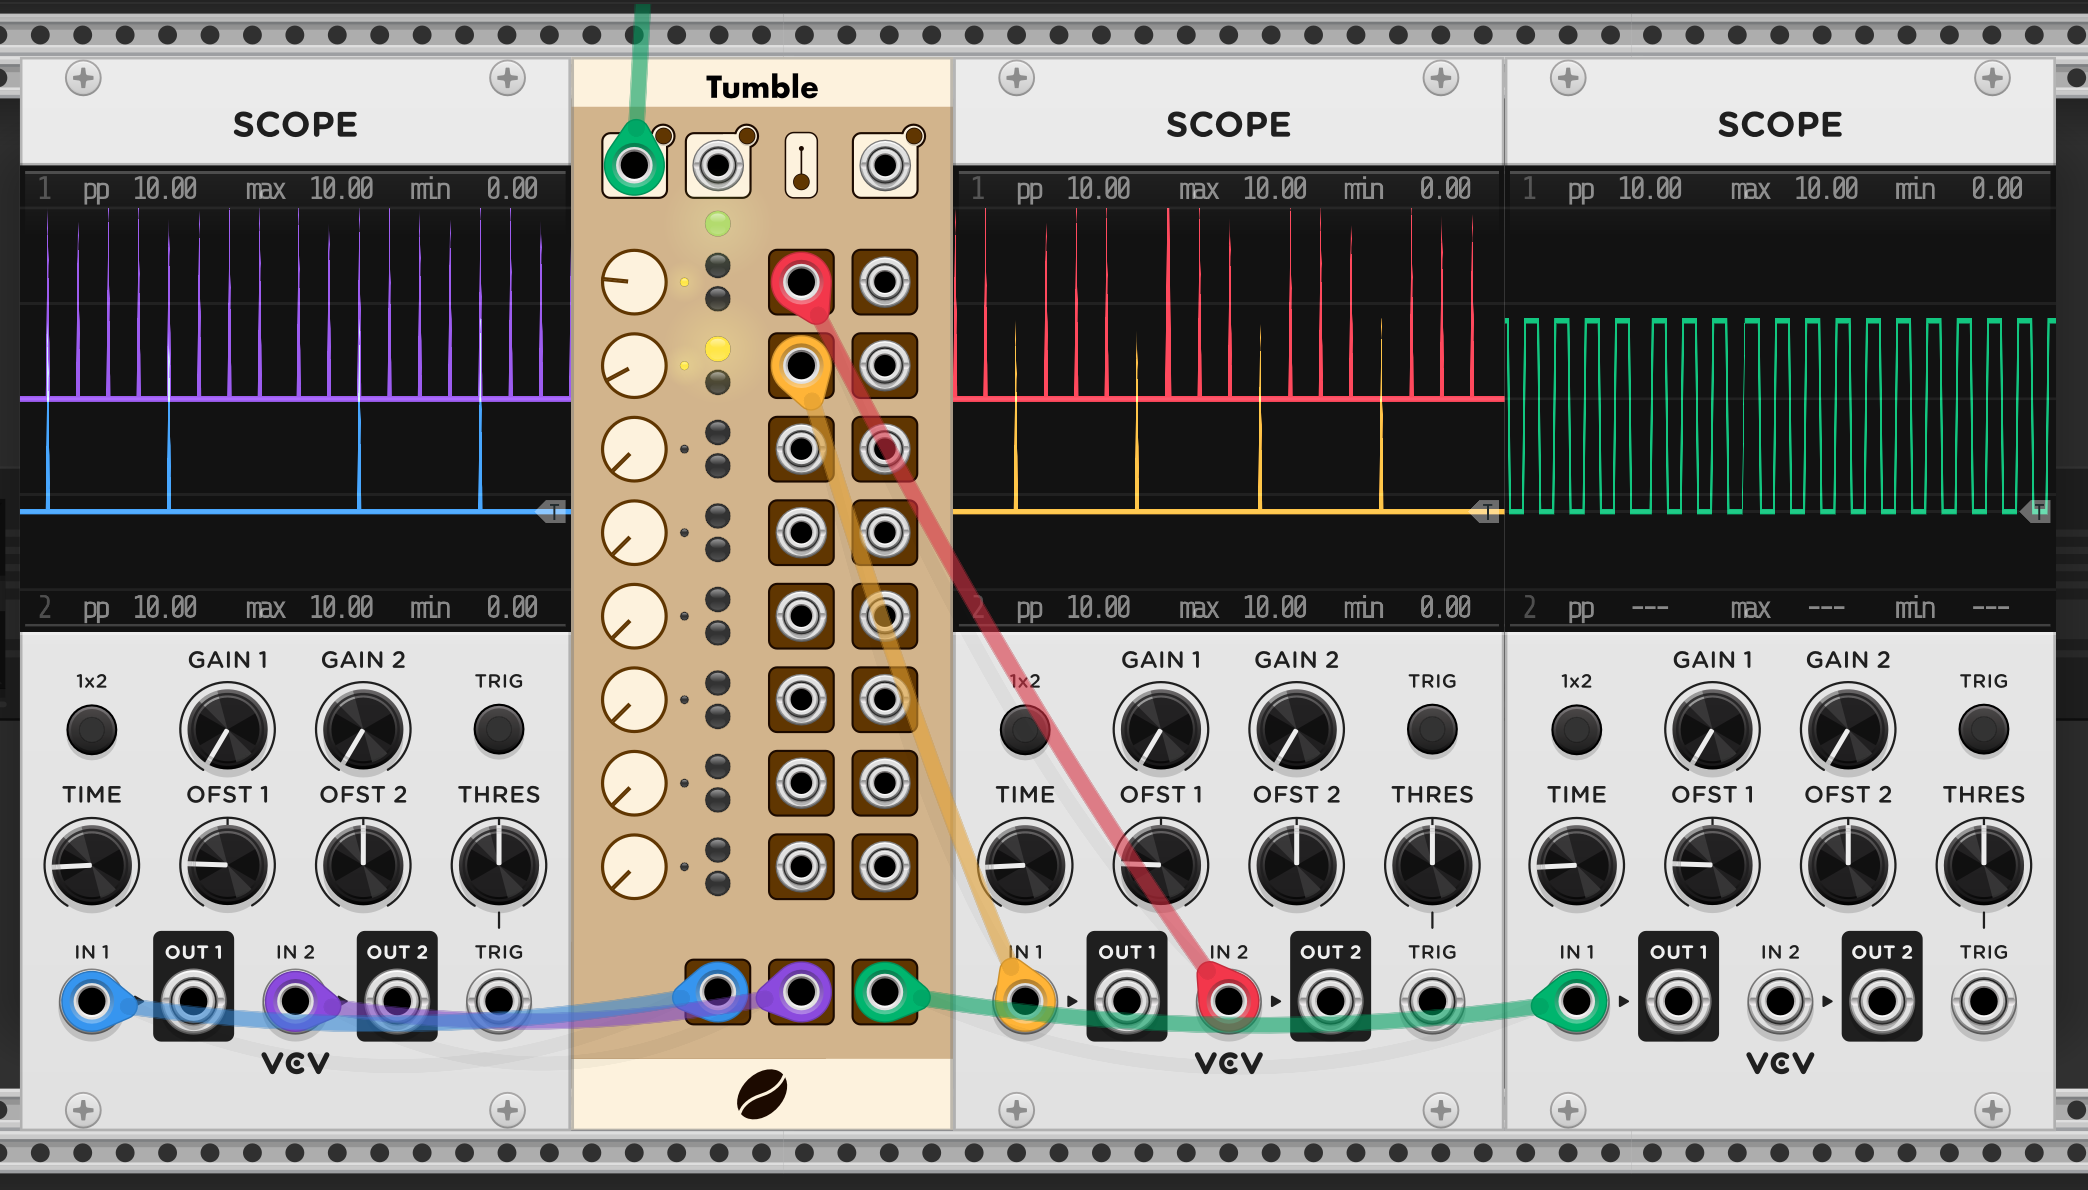 SCOPE
1 pp 10.00 max 10.00 min 0.00
T
2 pp 10.00 max 10.00 min 0.00
GAIN 1 GAIN 2
1x2 TRIG
TIME OFST 1 OFST 2 THRES
IN 1 OUT 1 IN 2 OUT 2 TRIG
VCV
Tumble
SCOPE
1 pp 10.00 max 10.00 min 0.00
T
2 pp 10.00 max 10.00 min 0.00
GAIN 1 GAIN 2
1x2 TRIG
TIME OFST 1 OFST 2 THRES
IN 1 OUT 1 IN 2 OUT 2 TRIG
VCV
SCOPE
1 pp 10.00 max 10.00 min 0.00
T
2 pp --- max --- min ---
GAIN 1 GAIN 2
1x2 TRIG
TIME OFST 1 OFST 2 THRES
IN 1 OUT 1 IN 2 OUT 2 TRIG
VCV